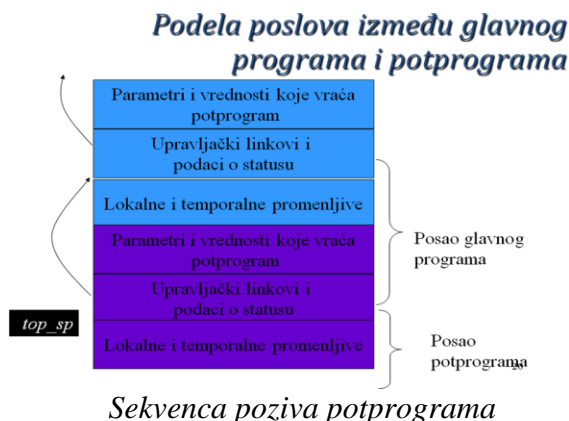 Podela poslova između glavnog
programa i potprograma
Parametri i vrednosti koje vraća
potprogram
Upravljački linkovi i
podaci o statusu
Lokalne i temporalne promenljive
Parametri i vrednosti koje vraća
potprogram
Upravljački linkovi i
podaci o statusu
Lokalne i temporalne promenljive
Posao glavnog
programa
top_sp
Posao
potprograma
Sekvenca poziva potprograma